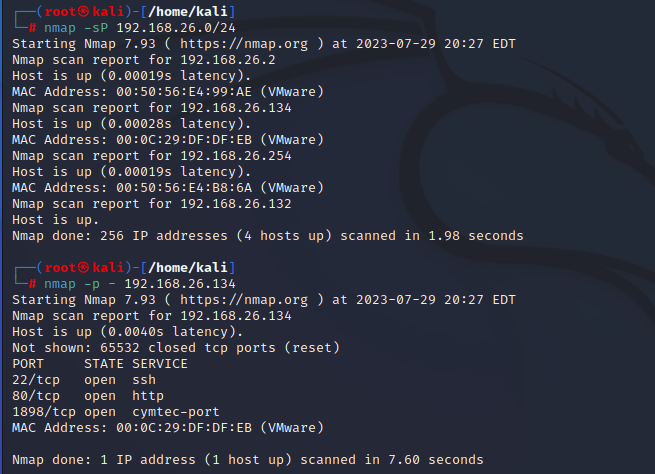 ┌──(root㉿kali)-[/home/kali]
└─# nmap -sP 192.168.26.0/24
Starting Nmap 7.93 ( https://nmap.org ) at 2023-07-29 20:27 EDT
Nmap scan report for 192.168.26.2
Host is up (0.00019s latency).
MAC Address: 00:50:56:E4:99:AE (VMware)
Nmap scan report for 192.168.26.134
Host is up (0.00028s latency).
MAC Address: 00:0C:29:DF:DF:EB (VMware)
Nmap scan report for 192.168.26.254
Host is up (0.00019s latency).
MAC Address: 00:50:56:E4:B8:6A (VMware)
Nmap scan report for 192.168.26.132
Host is up.
Nmap done: 256 IP addresses (4 hosts up) scanned in 1.98 seconds
┌──(root㉿kali)-[/home/kali]
└─# nmap -p - 192.168.26.134
Starting Nmap 7.93 ( https://nmap.org ) at 2023-07-29 20:27 EDT
Nmap scan report for 192.168.26.134
Host is up (0.0040s latency).
Not shown: 65532 closed tcp ports (reset)
PORT     STATE SERVICE
22/tcp   open  ssh
80/tcp   open  http
1898/tcp open  cymtec-port
MAC Address: 00:0C:29:DF:DF:EB (VMware)
Nmap done: 1 IP address (1 host up) scanned in 7.60 seconds